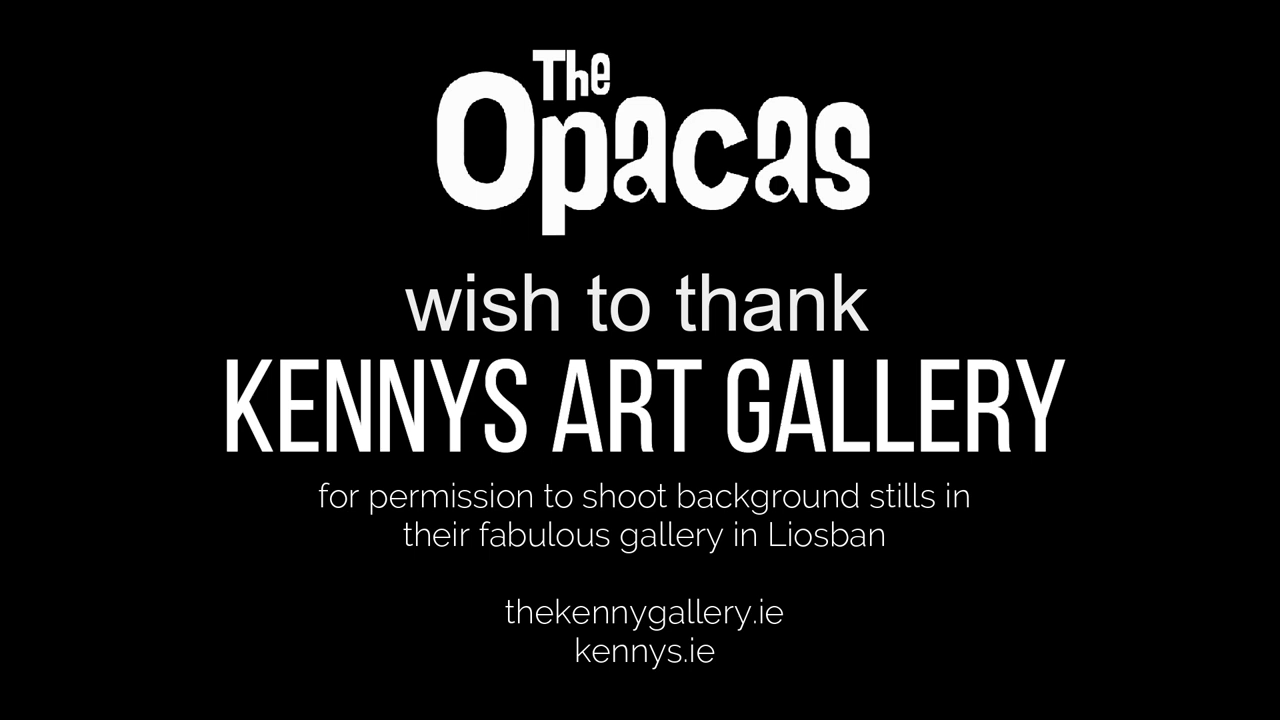 The
Opacas
wish to thank
KENNYS ART GALLERY
for permission to shoot background stills in
their fabulous gallery in Liosban
thekennygallery.ie
kennys.ie